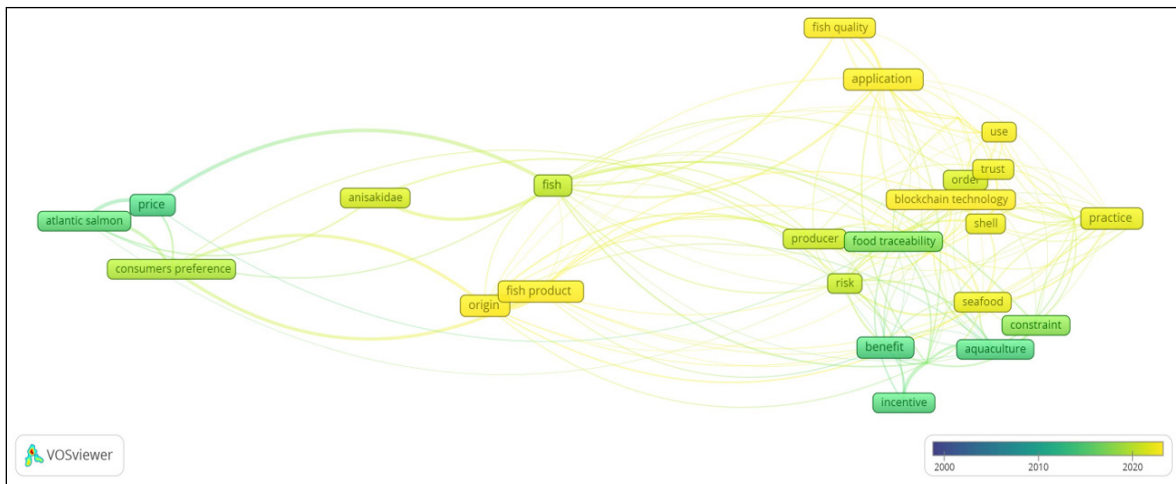 fish quality
application
use
trust
order
blockchain technology
practice
shell
fish
anisakidae
price
atlantic salmon
producer
food traceability
consumers preference
risk
fish product
origin
seafood
constraint
benefit
aquaculture
incentive
VOSviewer
2000 2010 2020